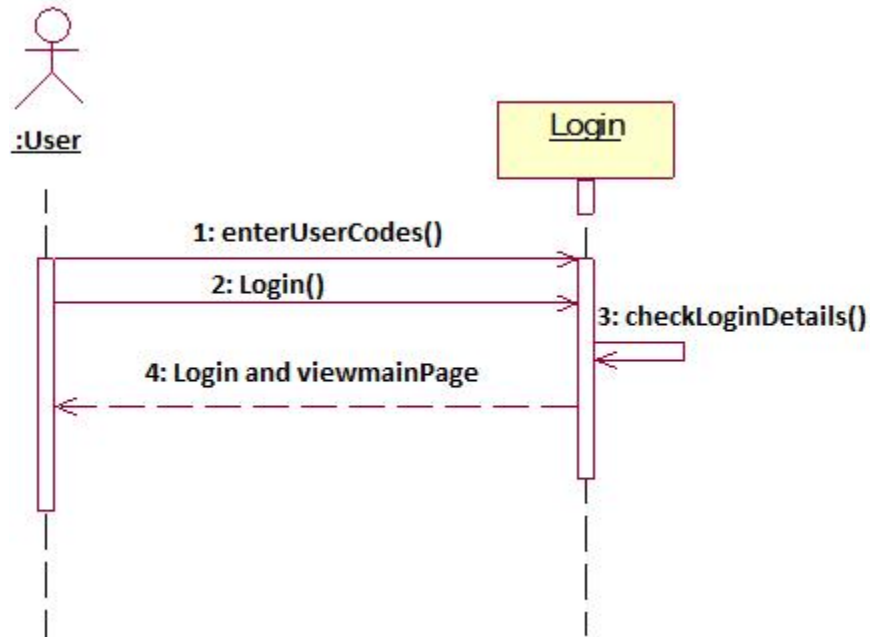 :User
Login
1: enterUserCodes()
2: Login()
3: checkLoginDetails()
4: Login and viewmainPage